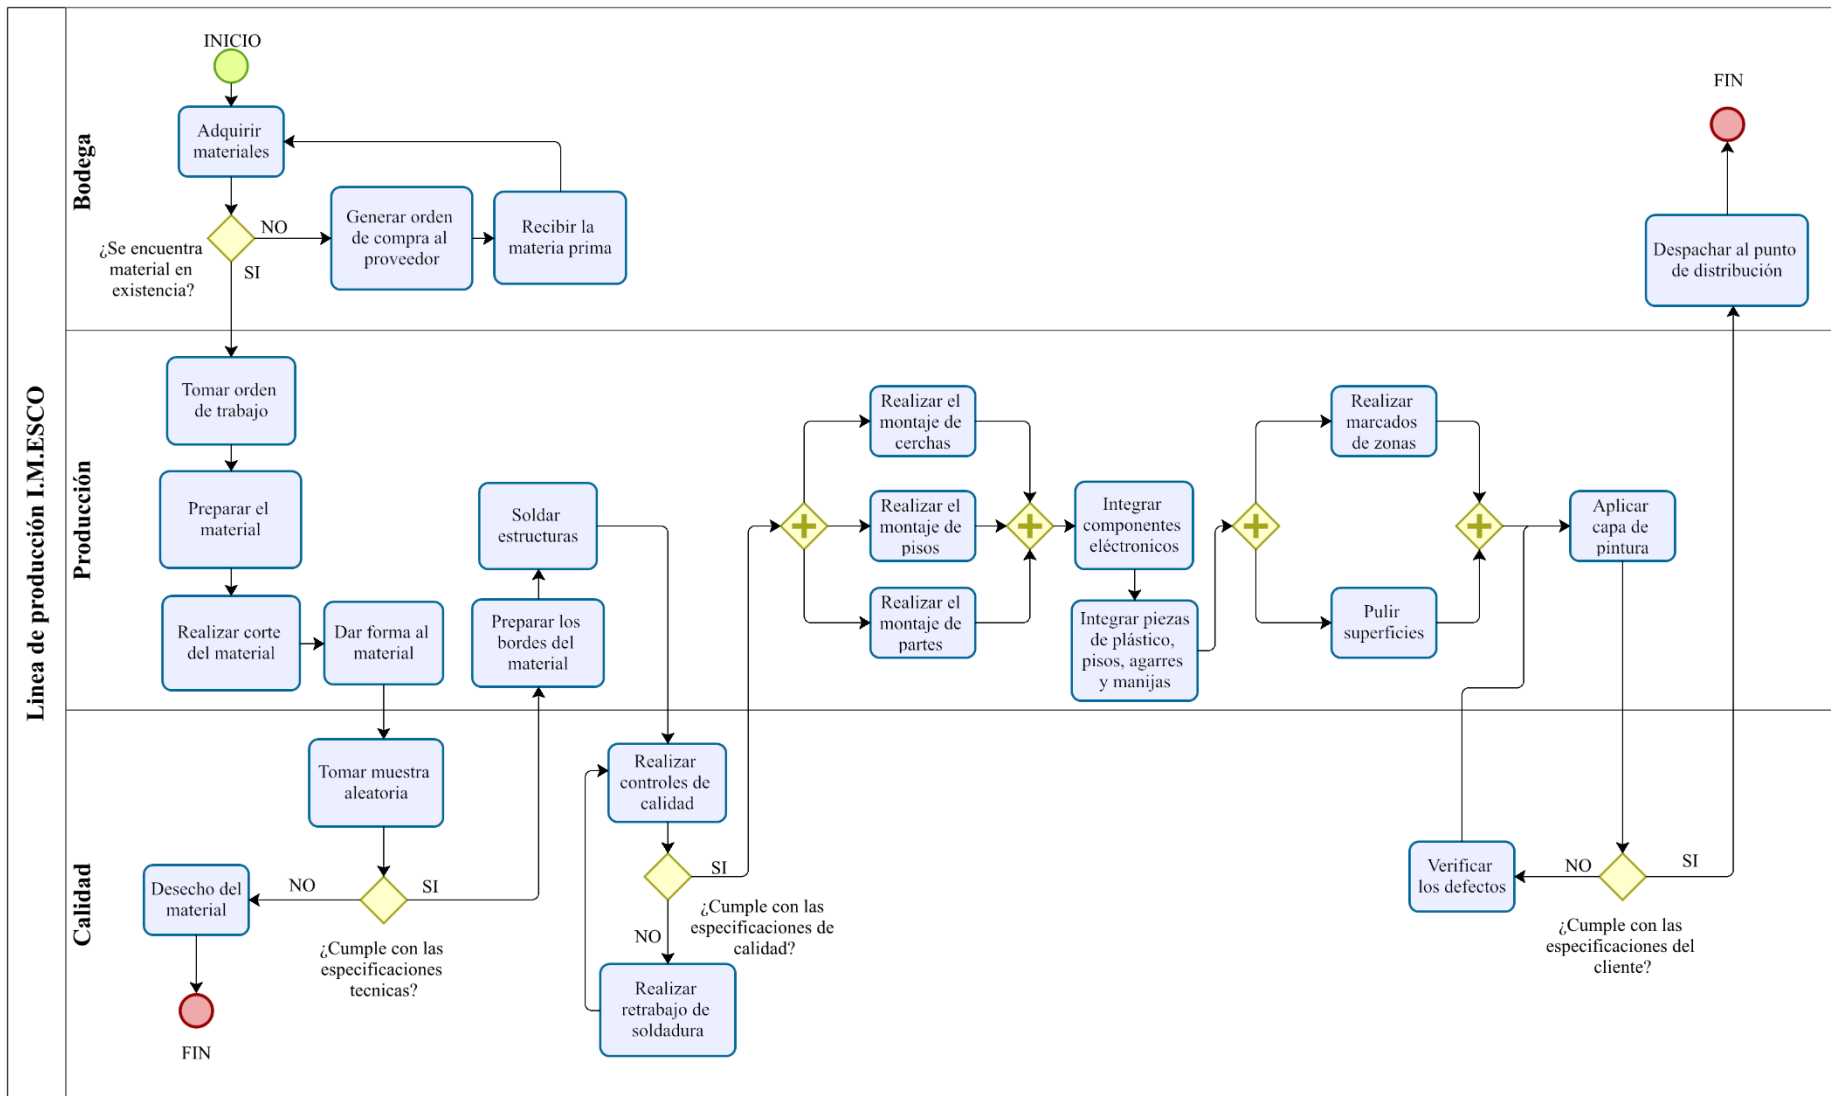 Linea de producción I.M.ESCO
Bodega
INICIO
Adquirir
materiales
¿Se encuentra
material en
existencia?
NO
SI
Generar orden
de compra al
proveedor
Recibir la
materia prima
FIN
Despachar al punto
de distribución
Producción
Tomar orden
de trabajo
Preparar el
material
Realizar corte
del material
Dar forma al
material
Soldar
estructuras
Preparar los
bordes del
material
Realizar el
montaje de
cerchas
Realizar el
montaje de
pisos
Realizar el
montaje de
partes
Integrar
componentes
eléctronicos
Integrar piezas
de plástico,
pisos, agarres
y manijas
Realizar
marcados
de zonas
Pulir
superficies
Aplicar
capa de
pintura
Calidad
Tomar muestra
aleatoria
Desecho del
material
NO
SI
¿Cumple con las
especificaciones
tecnicas?
FIN
Realizar
controles de
calidad
SI
¿Cumple con las
especificaciones de
calidad?
NO
Realizar
retrabajo de
soldadura
Verificar
los defectos
NO
SI
¿Cumple con las
especificaciones del
cliente?